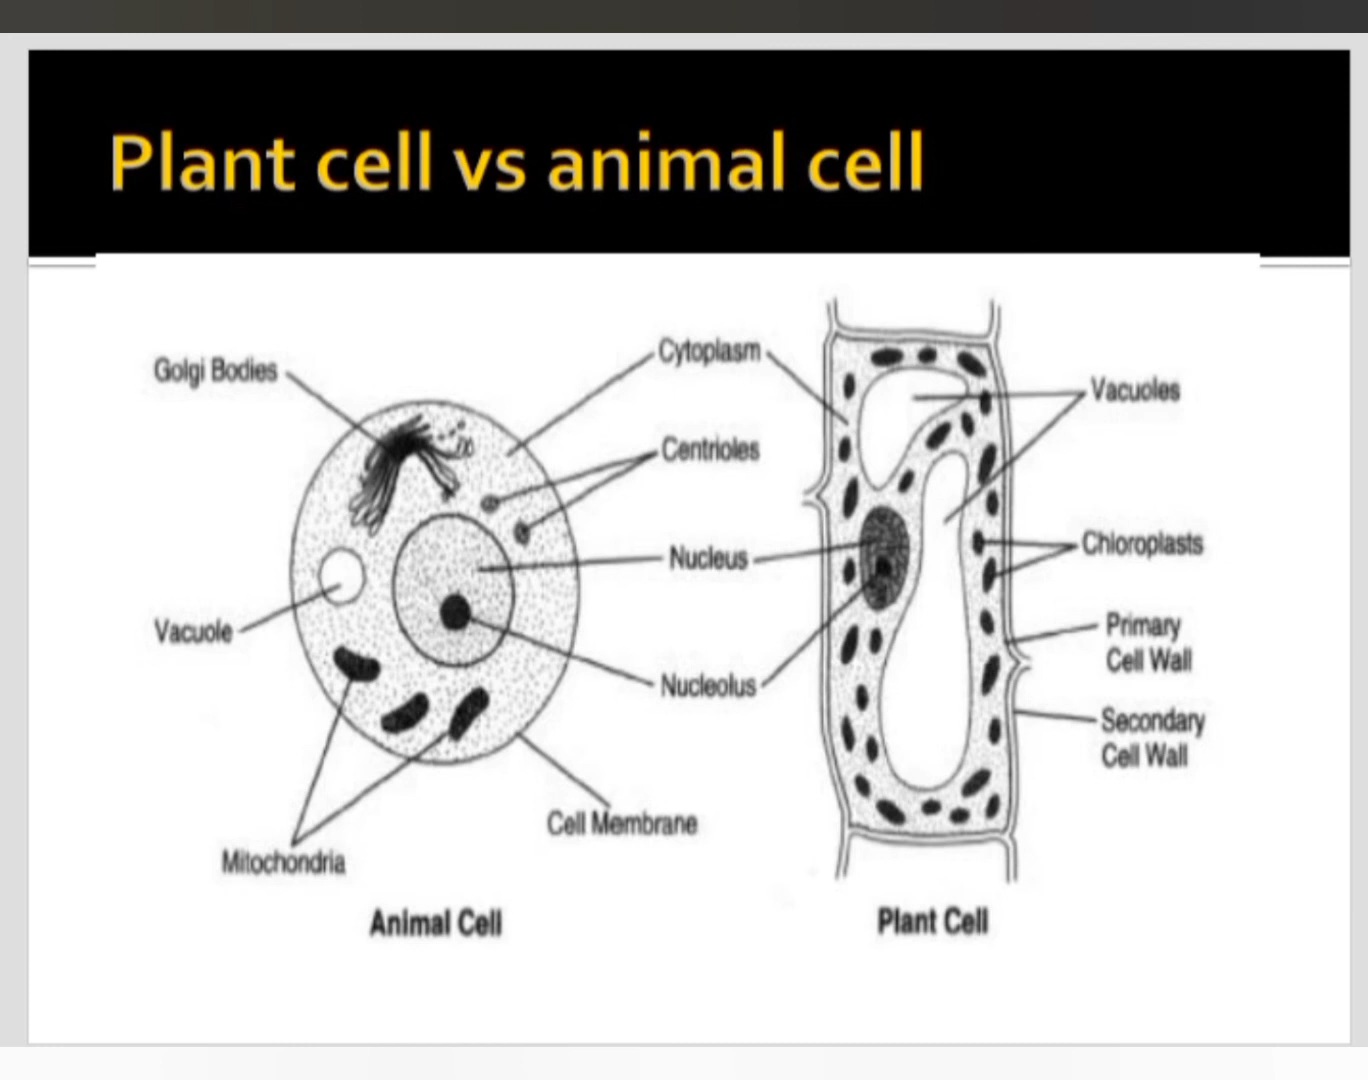 Plant cell vs animal cell
Golgi Bodies
Cytoplasm
Vacuoles
Centrioles
Nucleus
Chloroplasts
Vacuole
Primary
Cell Wall
Nucleolus
Secondary
Cell Wall
Cell Membrane
Mitochondria
Animal Cell
Plant Cell